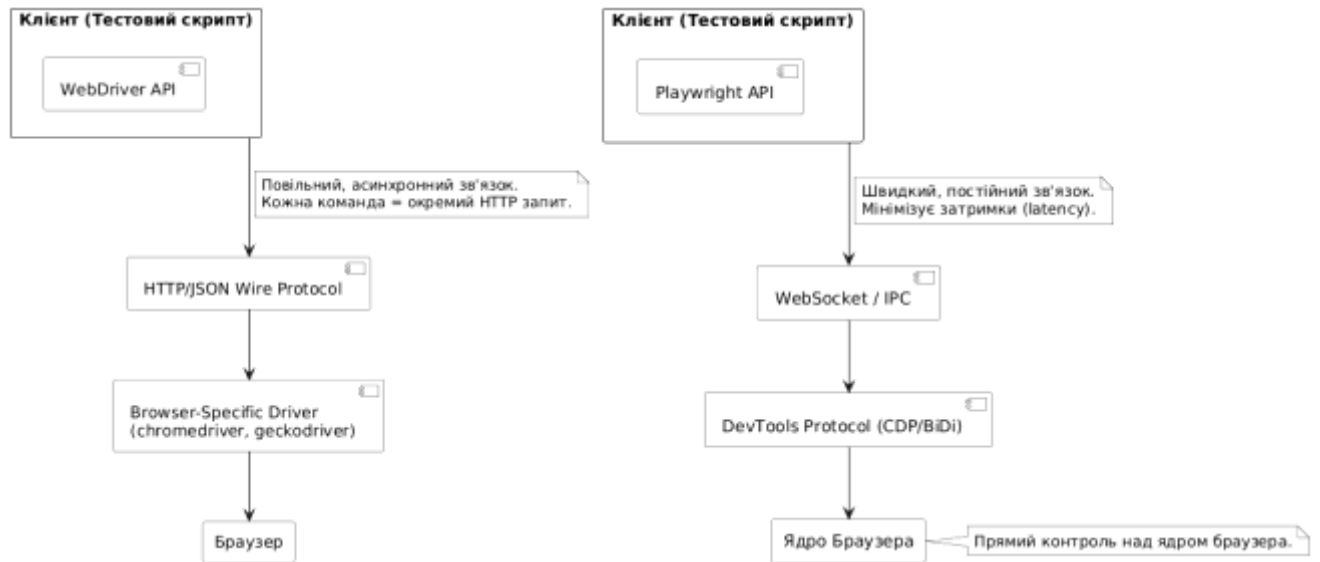 Клієнт (Тестовий скрипт)
WebDriver API
Повільний, асинхронний зв'язок.
Кожна команда = окремий HTTP запит.
HTTP/JSON Wire Protocol
Browser-Specific Driver
(chromedriver, geckodriver)
Браузер
Клієнт (Тестовий скрипт)
Playwright API
Швидкий, постійний зв'язок.
Мінімізує затримки (latency).
WebSocket / IPC
DevTools Protocol (CDP/BiDi)
Ядро Браузера
Прямий контроль над ядром браузера.